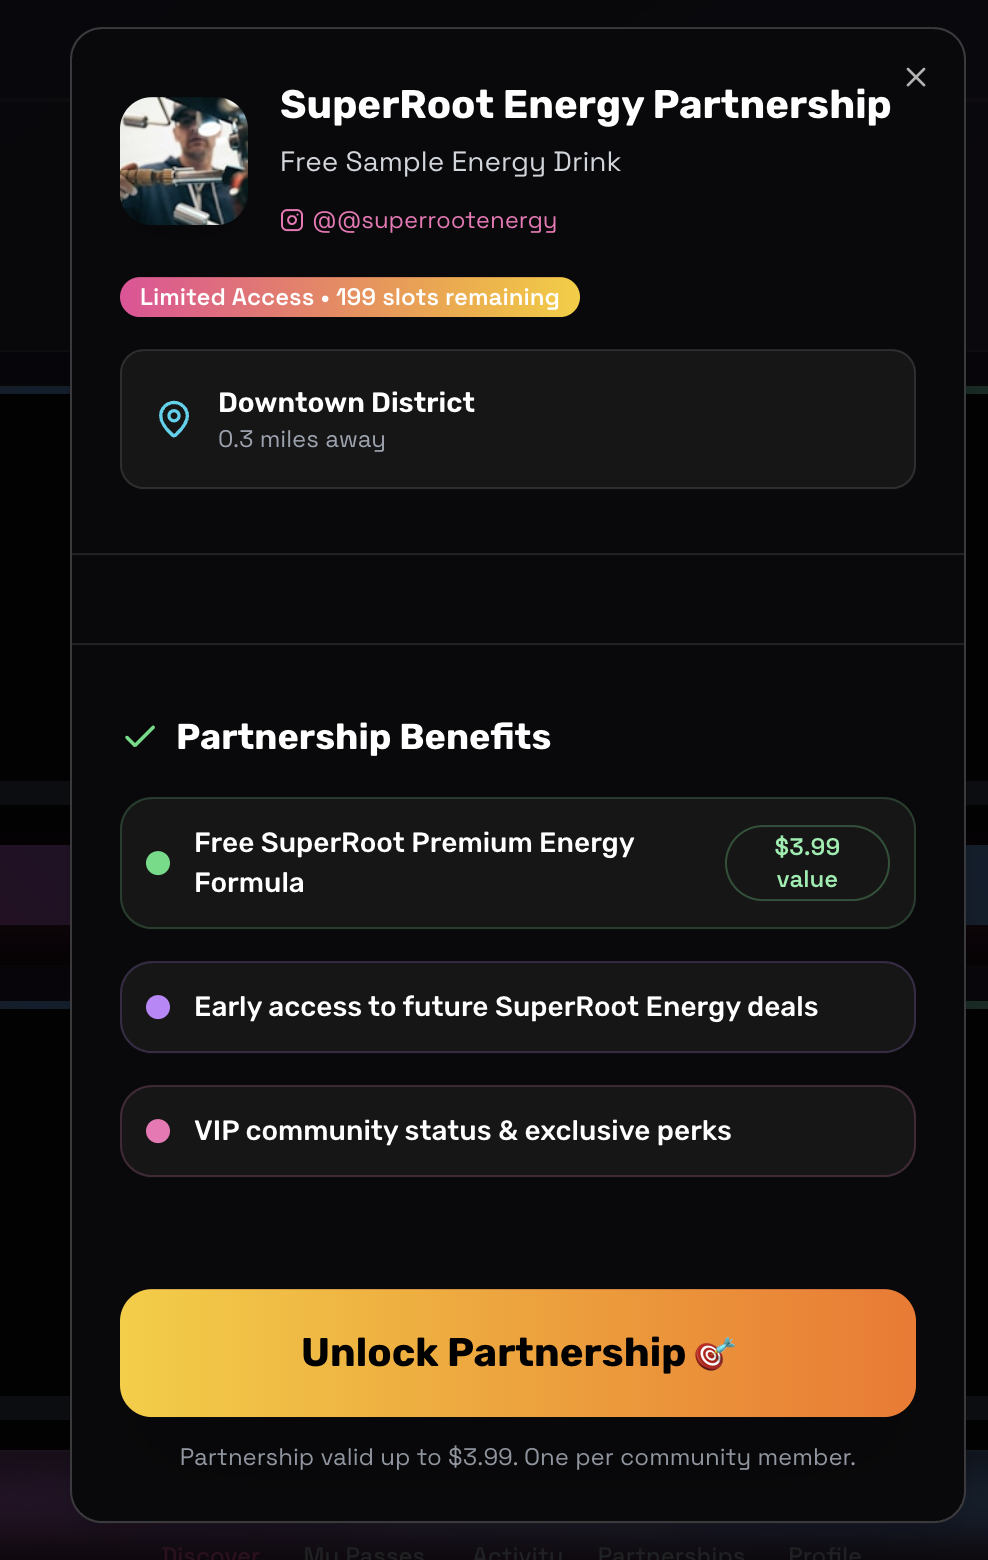 SuperRoot Energy Partnership
Free Sample Energy Drink
@@superrootenergy
Limited Access • 199 slots remaining
Downtown District
0.3 miles away
Partnership Benefits
Free SuperRoot Premium Energy
Formula
$3.99
value
Early access to future SuperRoot Energy deals
VIP community status & exclusive perks
Unlock Partnership 🎯
Partnership valid up to $3.99. One per community member.
Discover My Passes Activity Partnerships Profile